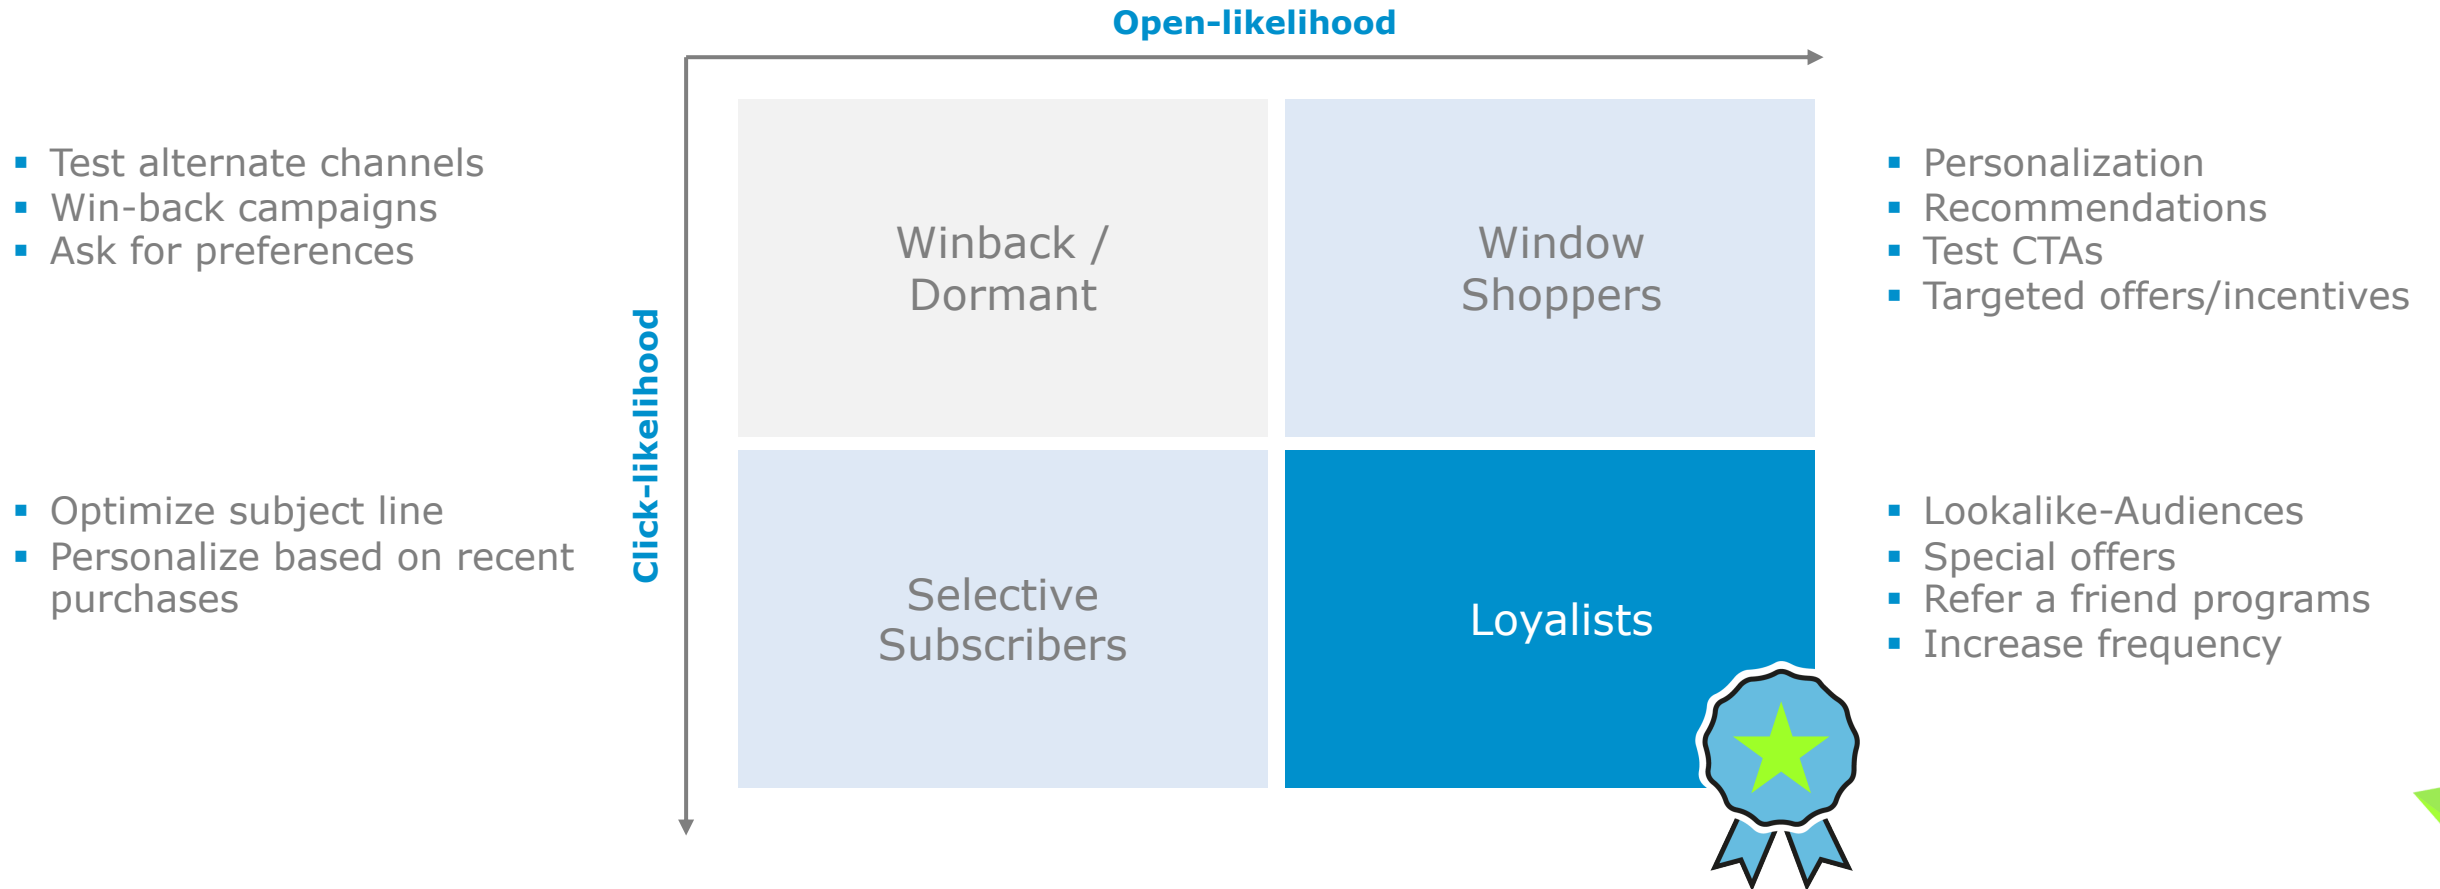 Open-likelihood
▪ Test alternate channels
▪ Win-back campaigns
▪ Ask for preferences
Winback /
Dormant
Window
Shoppers
▪ Personalization
▪ Recommendations
▪ Test CTAs
▪ Targeted offers/incentives
Click-likelihood
▪ Optimize subject line
▪ Personalize based on recent
purchases
Selective
Subscribers
Loyalists
▪ Lookalike-Audiences
▪ Special offers
▪ Refer a friend programs
▪ Increase frequency